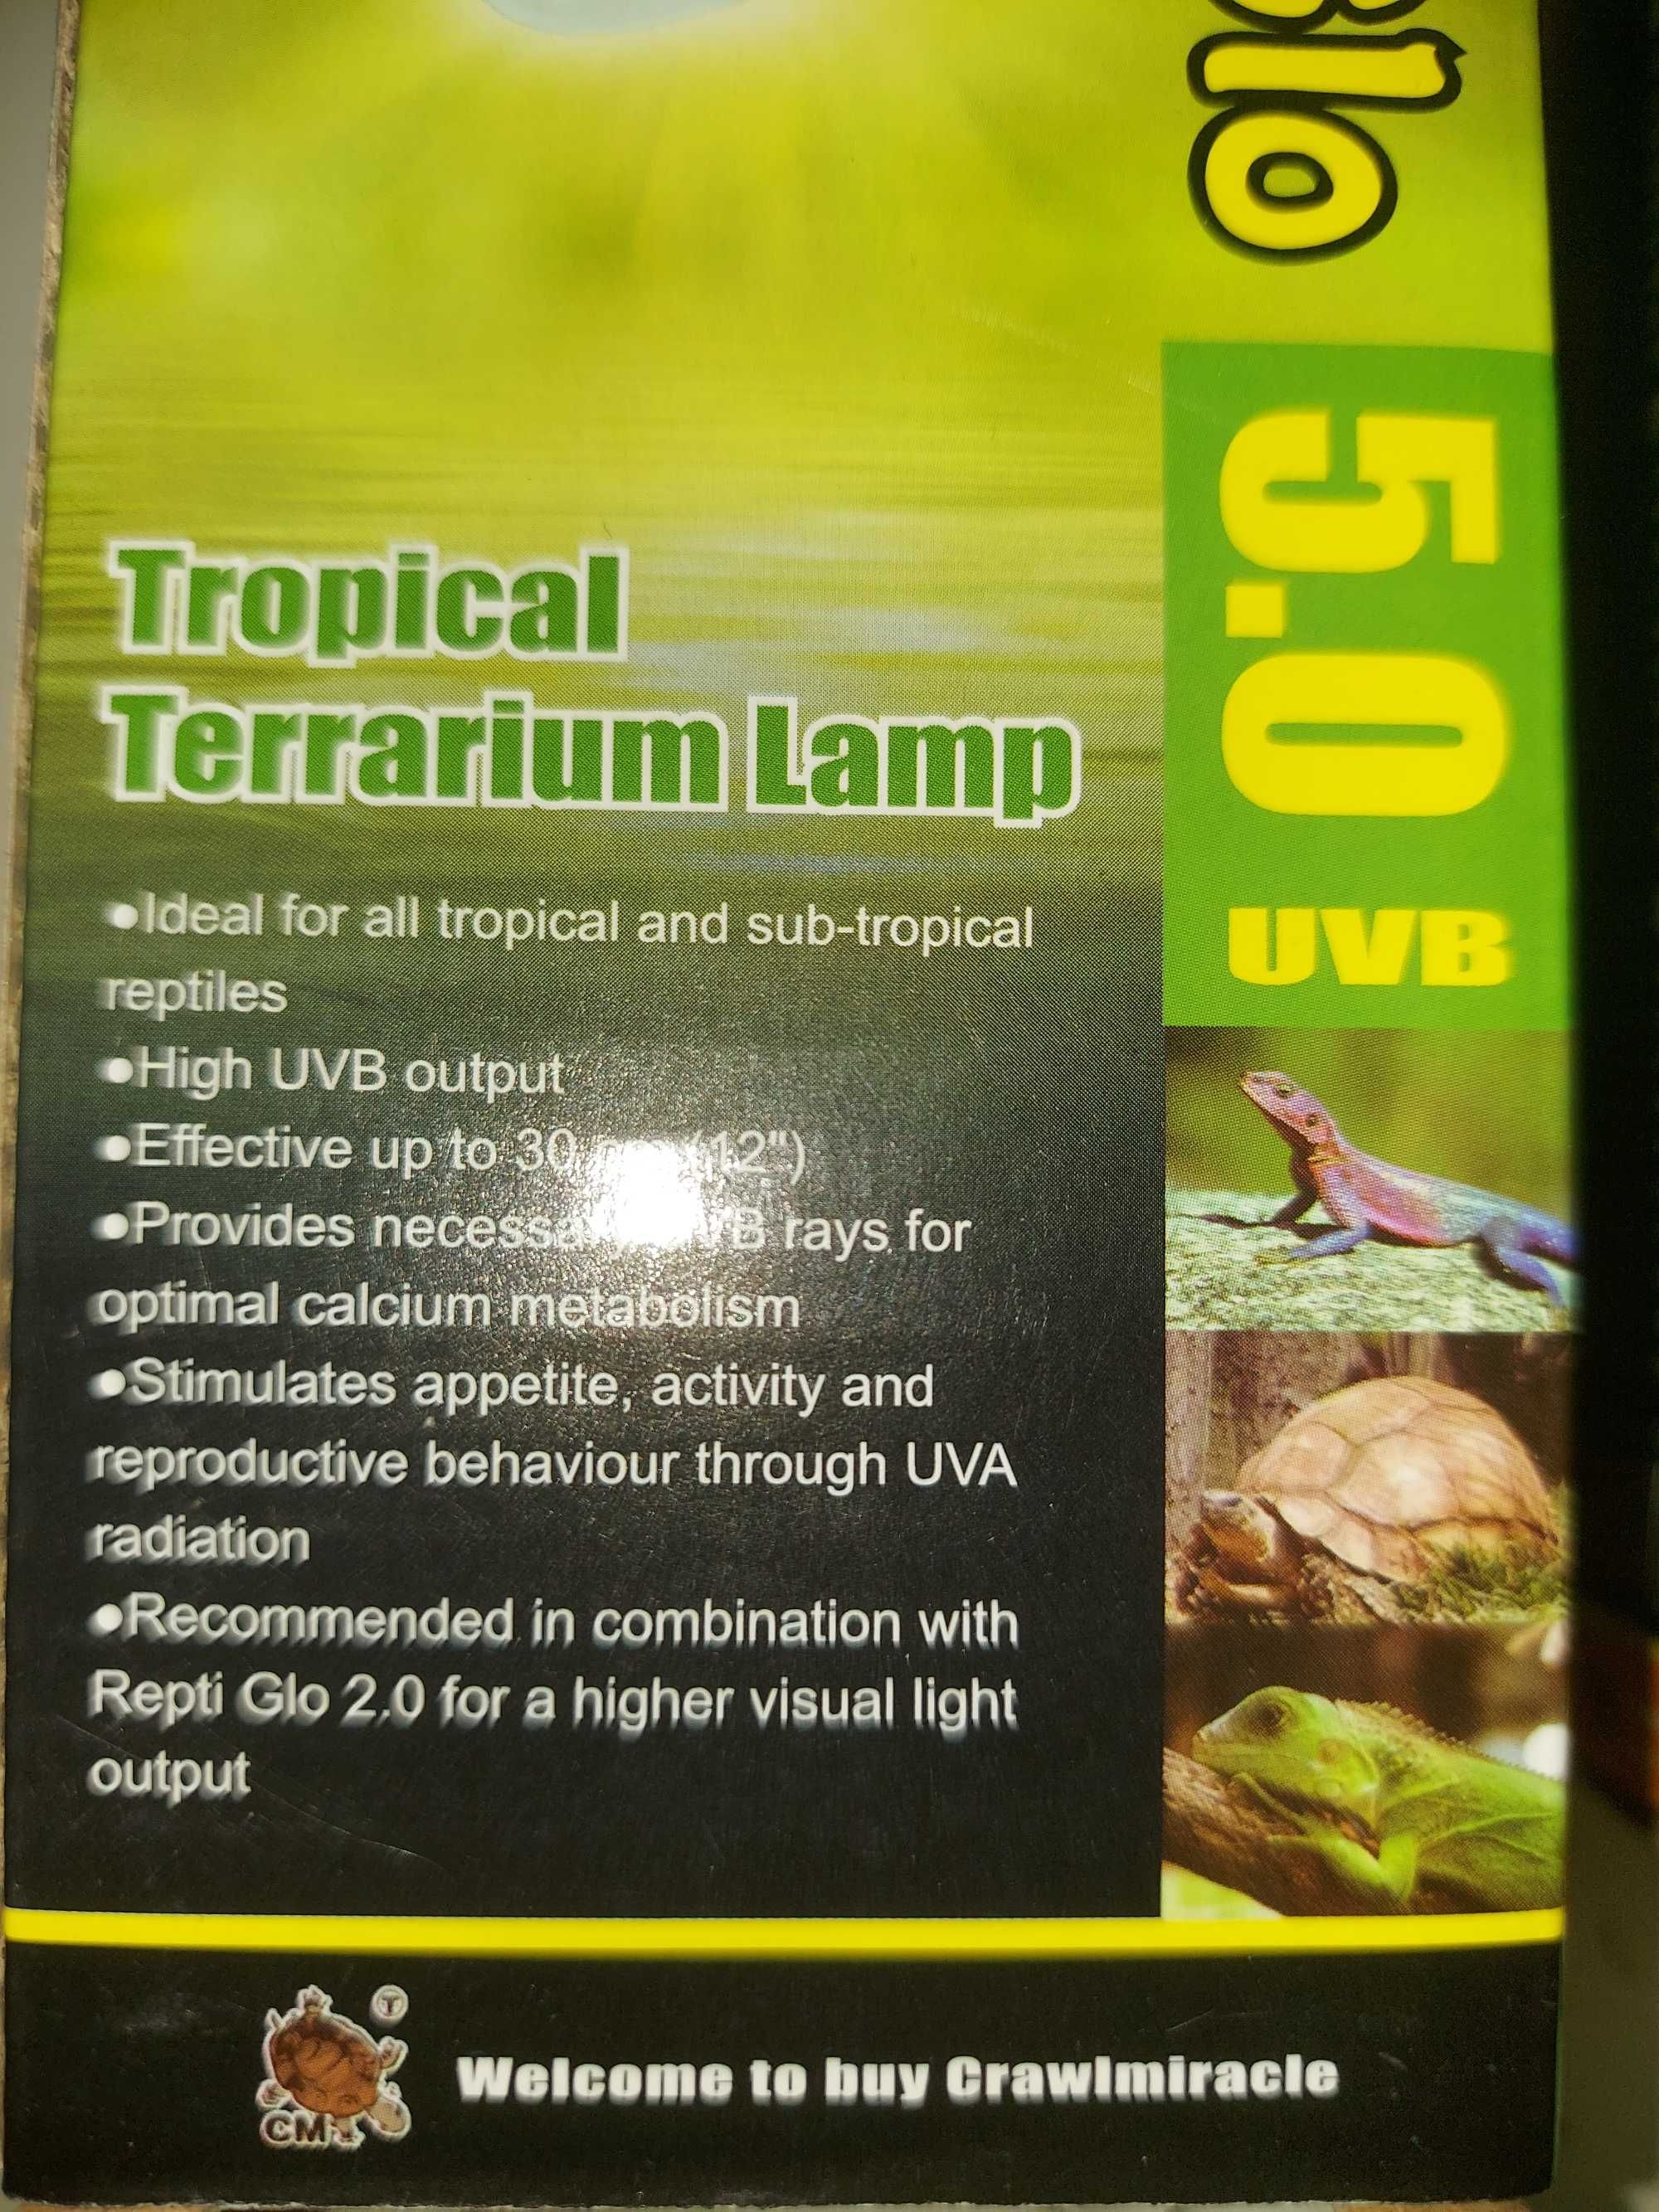 lo
5.0
UVB
Tropical
Terrarium Lamp
●Ideal for all tropical and sub-tropical
reptiles
●High UVB output
●Effective up to 30 (12")
●Provides rays for
optimal calcium metabolism
●Stimulates appetite, activity and
reproductive behaviour through UVA
radiation
●Recommended in combination with
Repti Glo 2.0 for a higher visual light
output
T
CM
Welcome to buy Crawlmiracle